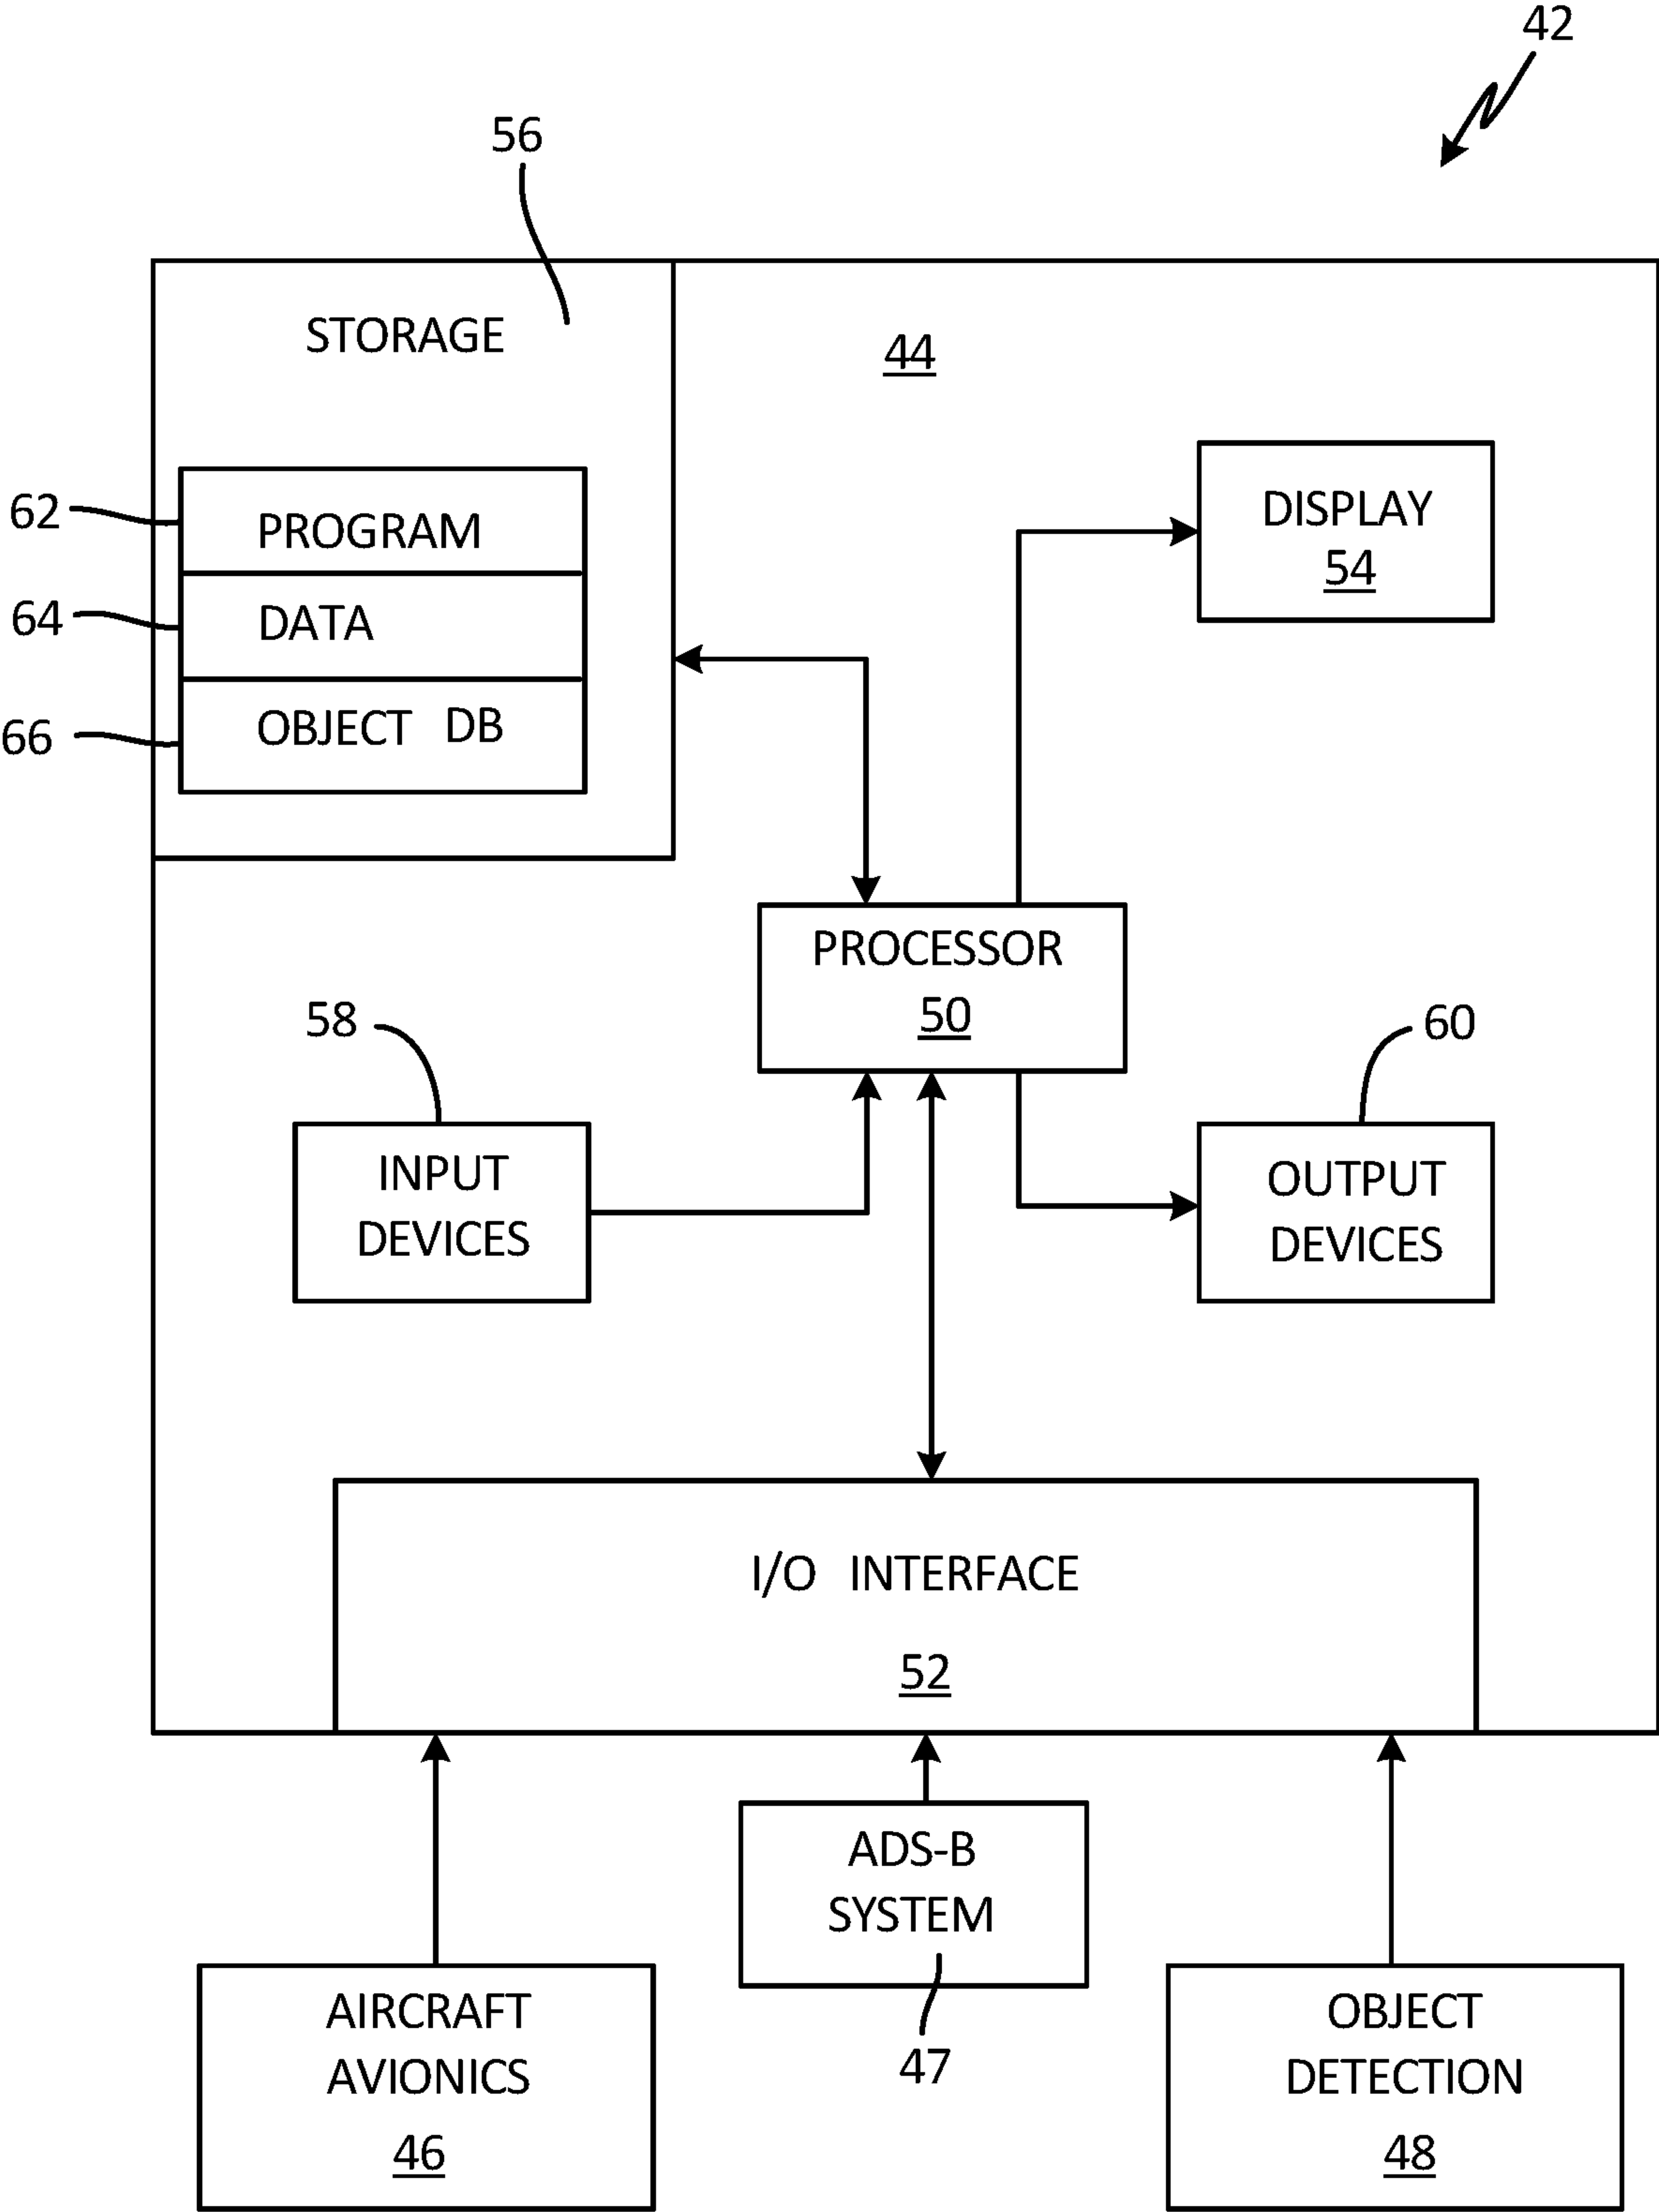 42
56
STORAGE
44
62
PROGRAM
DISPLAY
54
64
DATA
66
OBJECT DB
PROCESSOR
50
58
60
INPUT
DEVICES
OUTPUT
DEVICES
I/O INTERFACE
52
ADS-B
SYSTEM
47
AIRCRAFT
AVIONICS
46
OBJECT
DETECTION
48